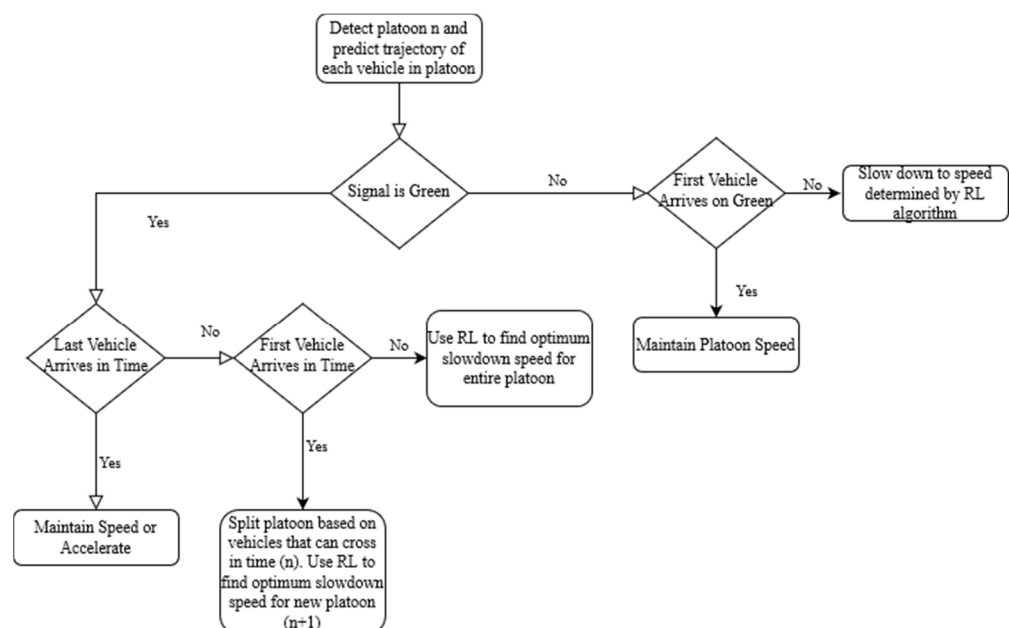 Detect platoon n and
predict trajectory of
each vehicle in platoon
Signal is Green
No
First Vehicle
Arrives on Green
No
Slow down to speed
determined by RL
algorithm
Yes
Yes
Maintain Platoon Speed
Last Vehicle
Arrives in Time
No
First Vehicle
Arrives in Time
No
Use RL to find optimum
slowdown speed for
entire platoon
Yes
Yes
Maintain Speed or
Accelerate
Split platoon based on
vehicles that can cross
in time (n). Use RL to
find optimum slowdown
speed for new platoon
(n+1)